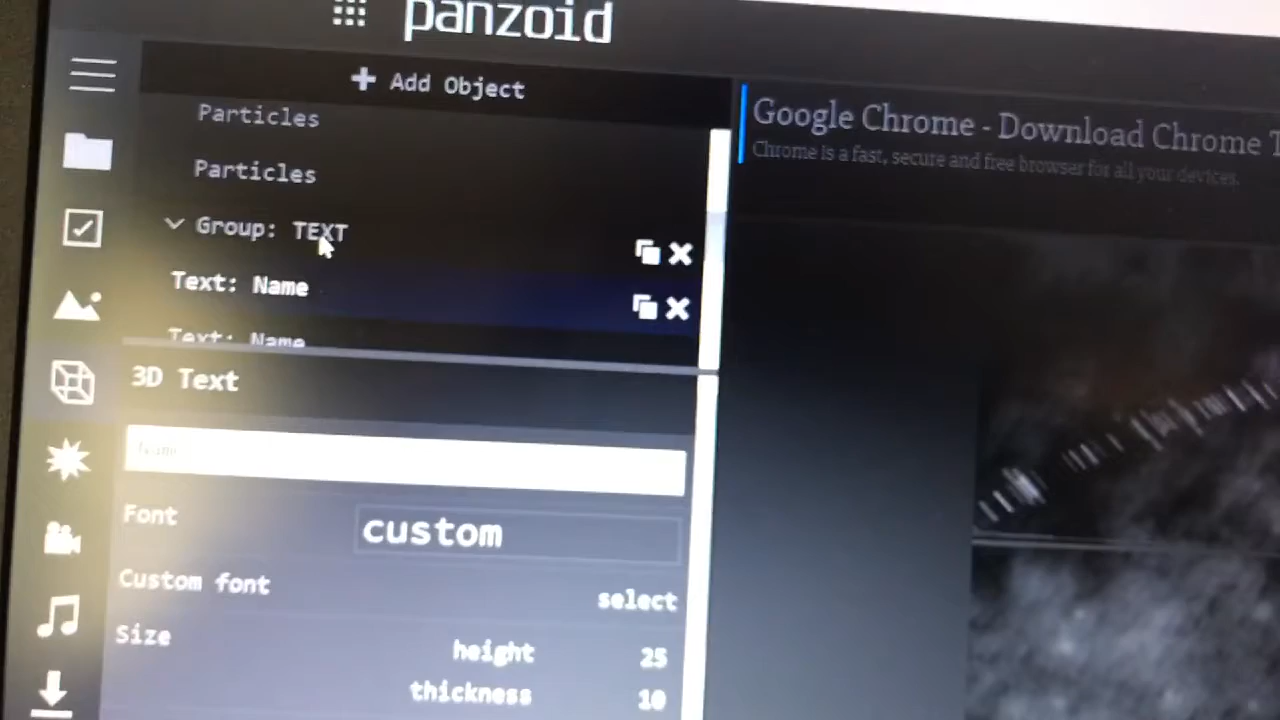 panzoid
+ Add Object
Particles
Particles
Group: TEXT
Text: Name
Text: Name
3D Text
Name
Font
custom
Custom font
select
Size
height
25
thickness
10
Google Chrome - Download Chrome
Chrome is a fast, secure and free browser for all your devices.